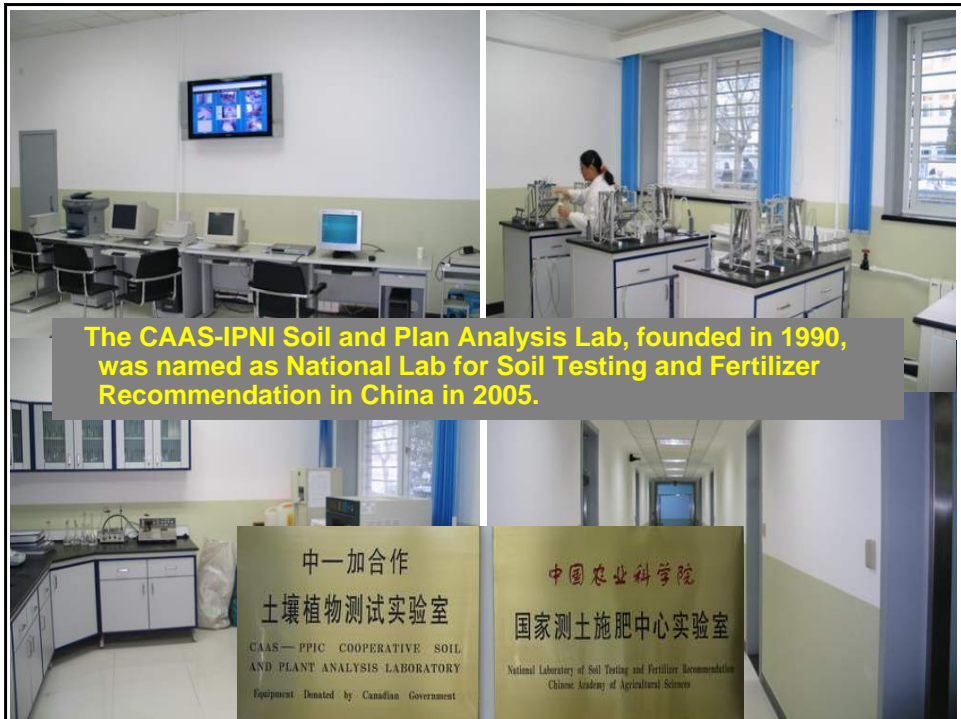 The CAAS-IPNI Soil and Plan Analysis Lab, founded in 1990,
was named as National Lab for Soil Testing and Fertilizer
Recommendation in China in 2005.
中一加合作
土壤植物测试实验室
CAAS—PPIC COOPERATIVE SOIL
AND PLANT ANALYSIS LABORATORY
Equipment Donated by Canadian Government
中国农业科学院
国家测土施肥中心实验室
National Laboratory of Soil Testing and Fertilizer Recommendation
Chinese Academy of Agricultural Sciences